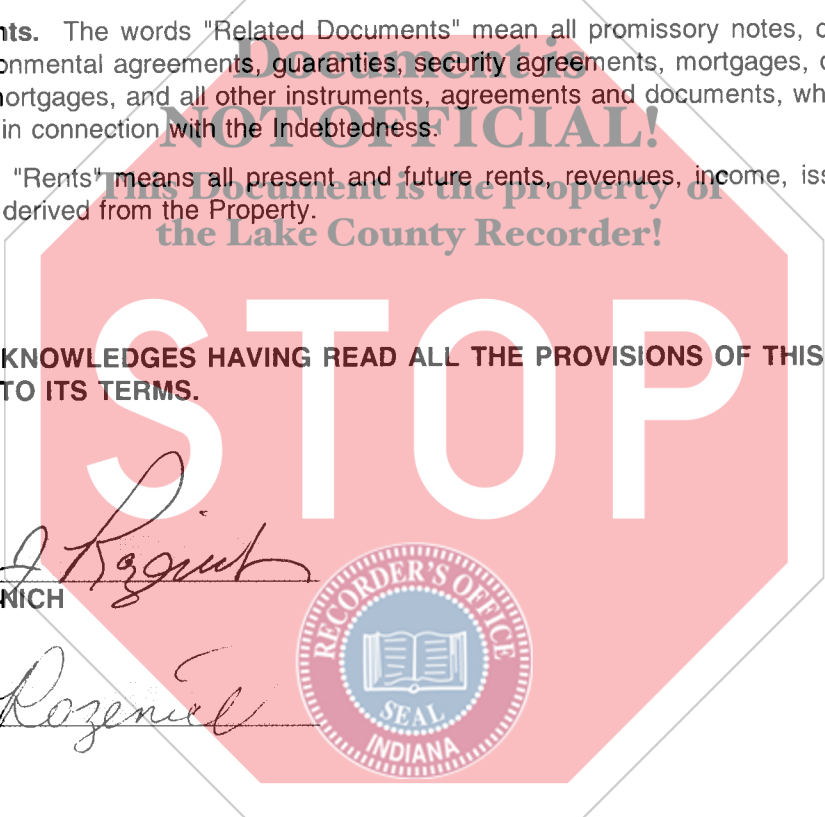 nts. The words "Related Documents" mean all promissory notes, c
onmental agreements, guaranties, security agreements, mortgages, d
nortgages, and all other instruments, agreements and documents, wh
in connection with the Indebtedness.
"Rents" means all present and future rents, revenues, income, iss
derived from the Property.
Document is
NOT OFFICIAL!
This Document is the property of
the Lake County Recorder!
STOP
KNOWLEDGES HAVING READ ALL THE PROVISIONS OF THIS
TO ITS TERMS.
NICH
RECORDER'S OFFICE
SEAL
INDIANA